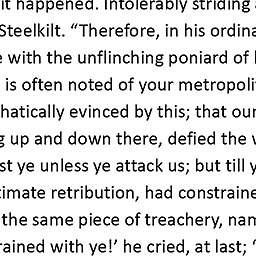 it happened. Intolerably striding
Steelkilt. “Therefore, in his ordina
with the unflinching poniard of
is often noted of your metropoli
hatically evinced by this; that our
up and down there, defied the
st ye unless ye attack us; but till y
timate retribution, had constraine
the same piece of treachery, nam
rained with ye!’ he cried, at last; ‘